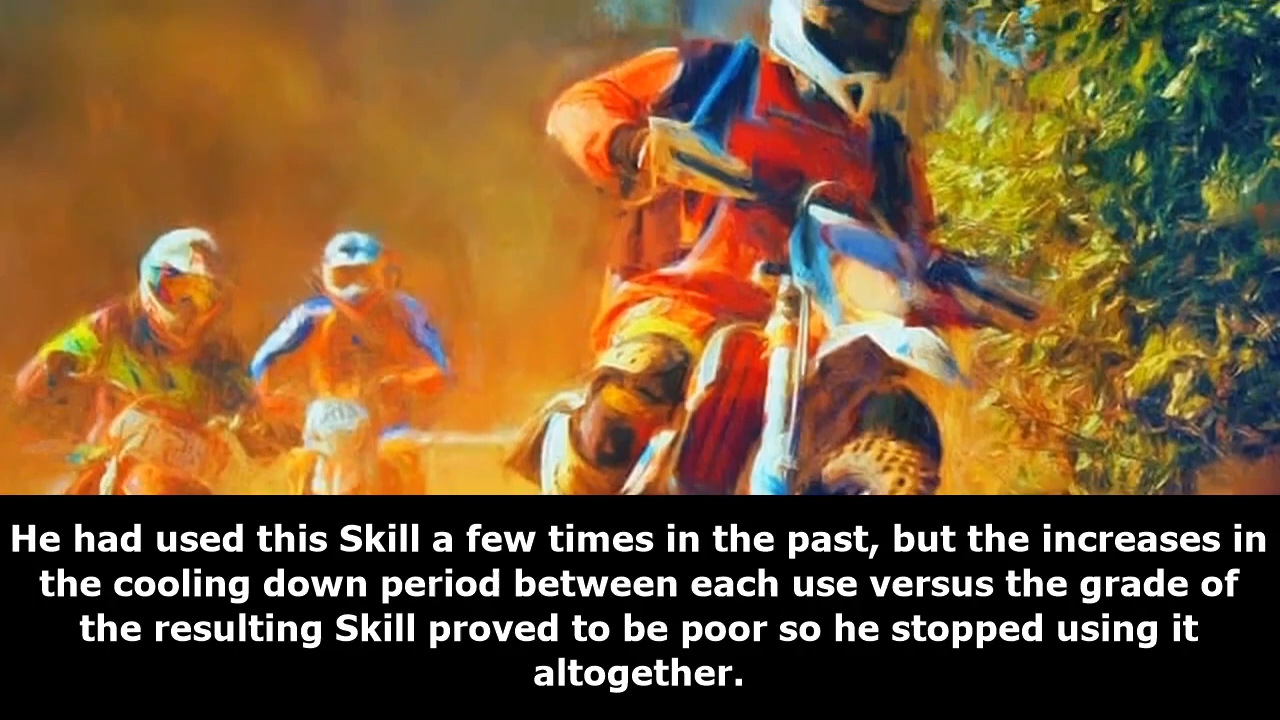 He had used this Skill a few times in the past, but the increases in
the cooling down period between each use versus the grade of
the resulting Skill proved to be poor so he stopped using it
altogether.